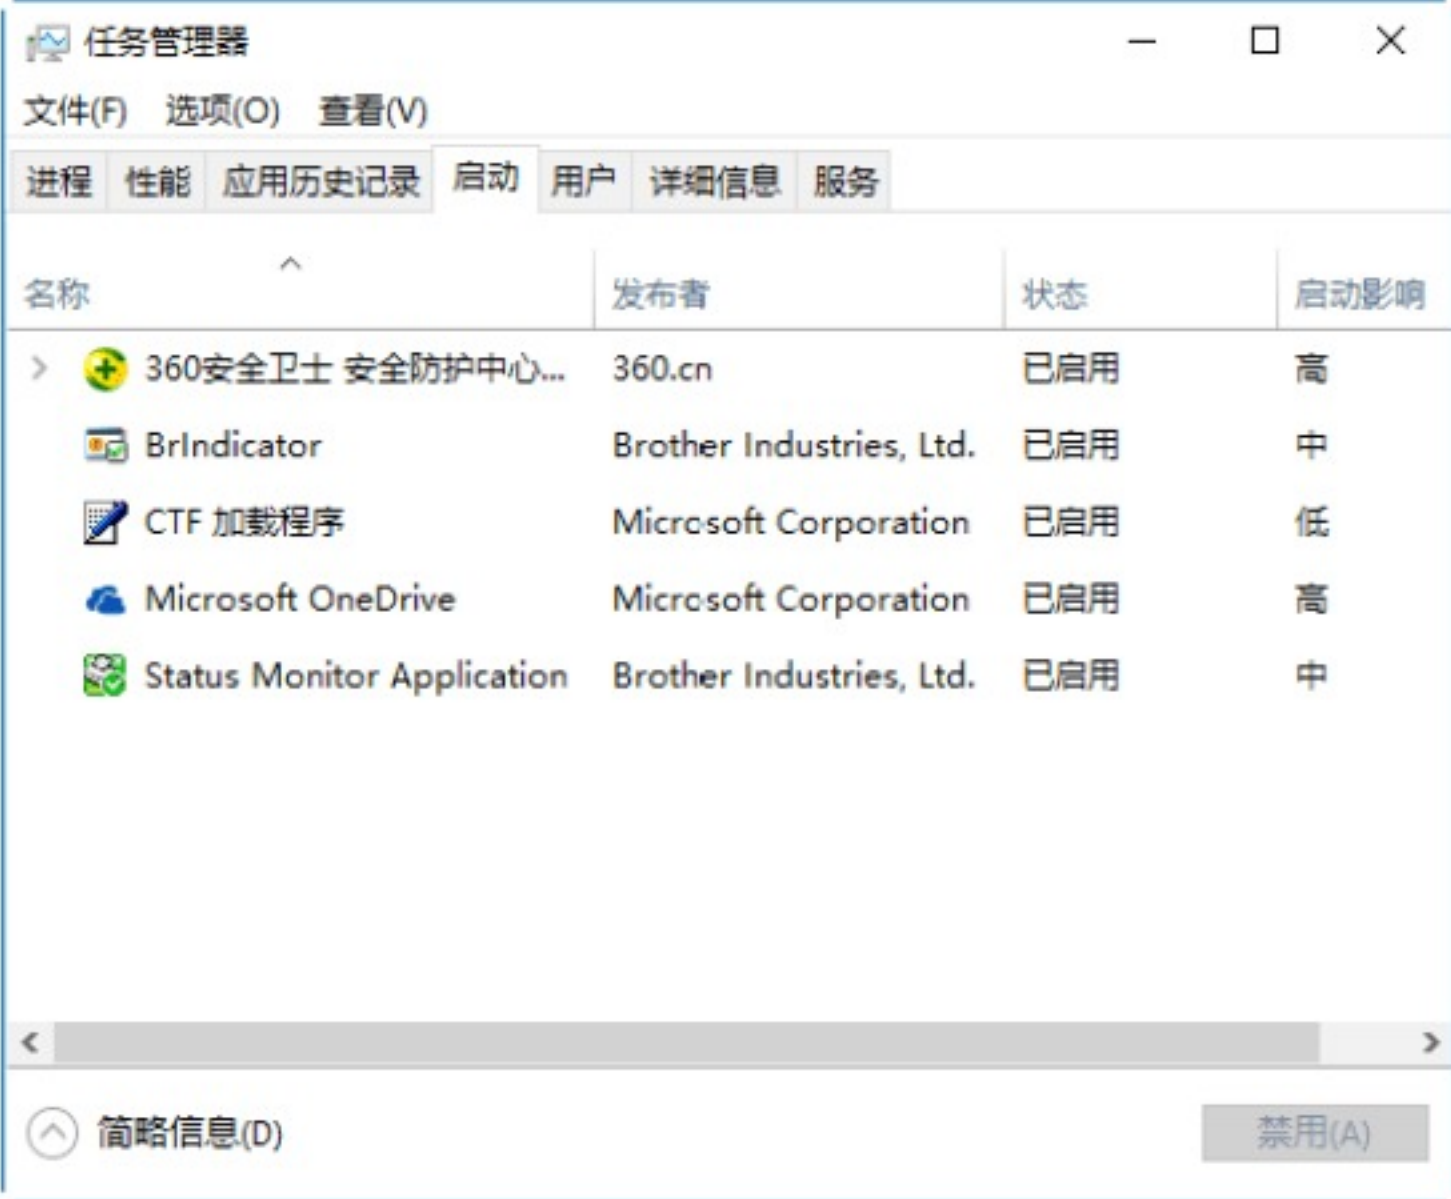 任务管理器
文件(F) 选项(O) 查看(V)
进程 性能 应用历史记录 启动 用户 详细信息 服务
名称 发布者 状态 启动影响
360安全卫士 安全防护中心... 360.cn 已启用 高
BrIndicator Brother Industries, Ltd. 已启用 中
CTF 加载程序 Microsoft Corporation 已启用 低
Microsoft OneDrive Microsoft Corporation 已启用 高
Status Monitor Application Brother Industries, Ltd. 已启用 中
简略信息(D) 禁用(A)